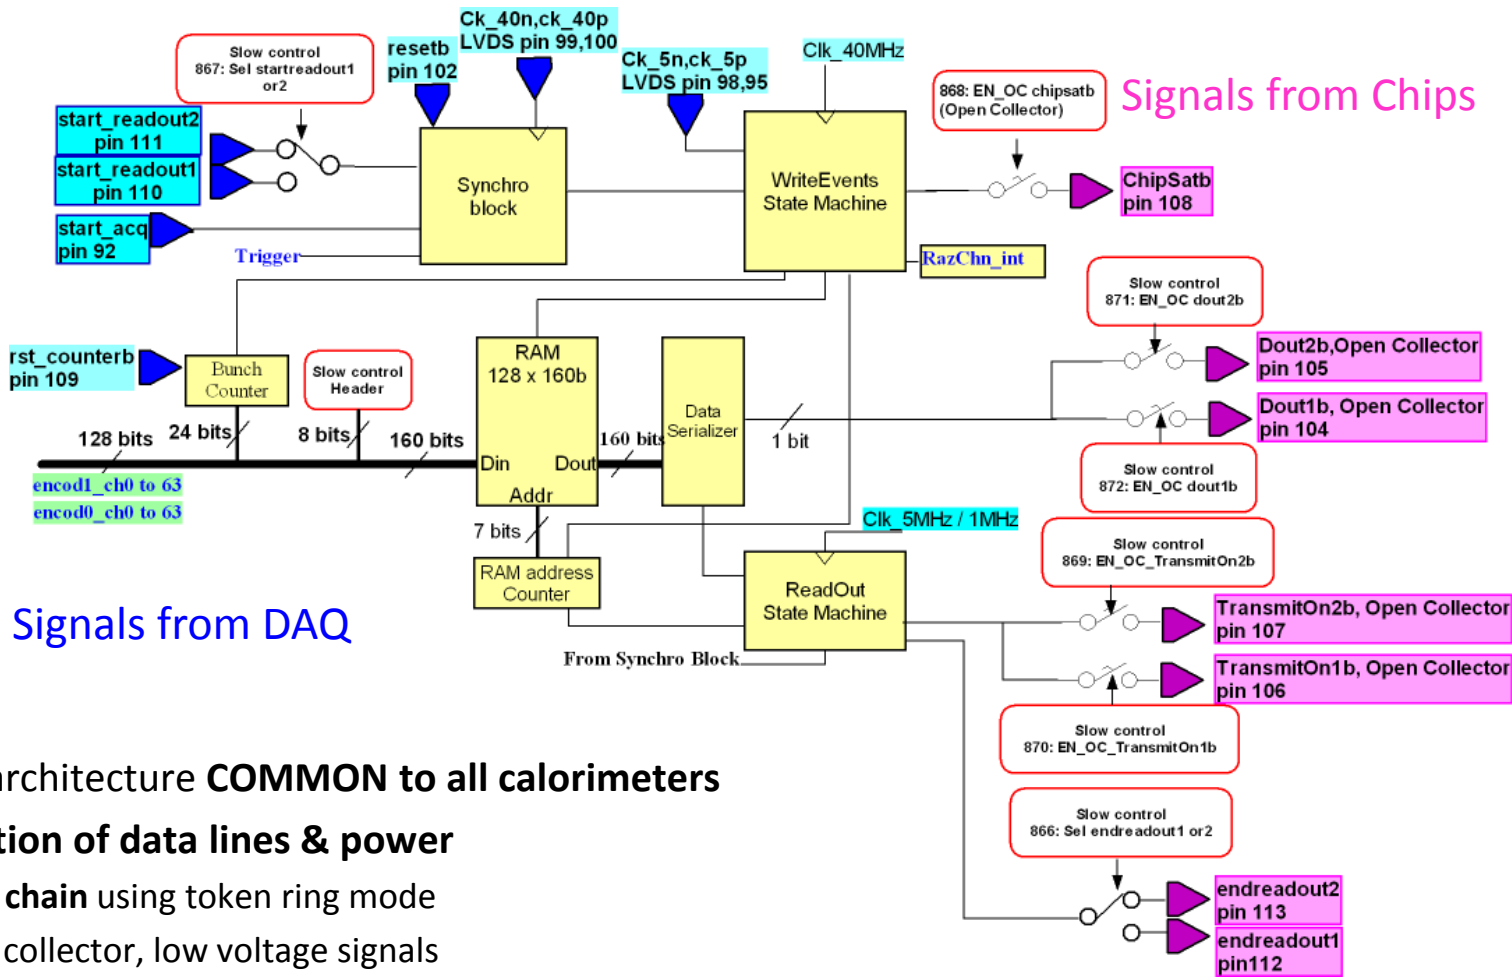 Ck_40n,ck_40p
LVDS pin 99,100
Slow control
867: Sel startreadout1
or2
resetb
pin 102
Ck_5n,ck_5p
LVDS pin 98,95
Clk_40MHz
868: EN_OC chipsatb
(Open Collector)
Signals from Chips
start_readout2
pin 111
start_readout1
pin 110
start_acq
pin 92
Trigger
Synchro
block
WriteEvents
State Machine
ChipSatb
pin 108
RazChn_int
Slow control
871: EN_OC dout2b
rst_counterb
pin 109
Bunch
Counter
Slow control
Header
RAM
128 x 160b
Data
Serializer
Dout2b,Open Collector
pin 105
Dout1b, Open Collector
pin 104
128 bits
24 bits
8 bits
160 bits
Din
Dout
160 bits
1 bit
Addr
encod1_ch0 to 63
encod0_ch0 to 63
Slow control
872: EN_OC dout1b
7 bits
Clk_5MHz / 1MHz
Slow control
869: EN_OC_TransmitOn2b
RAM address
Counter
ReadOut
State Machine
Signals from DAQ
From Synchro Block
TransmitOn2b, Open Collector
pin 107
TransmitOn1b, Open Collector
pin 106
Slow control
870: EN_OC_TransmitOn1b
architecture COMMON to all calorimeters
tion of data lines & power
chain using token ring mode
collector, low voltage signals
Slow control
866: Sel endreadout1 or2
endreadout2
pin 113
endreadout1
pin112